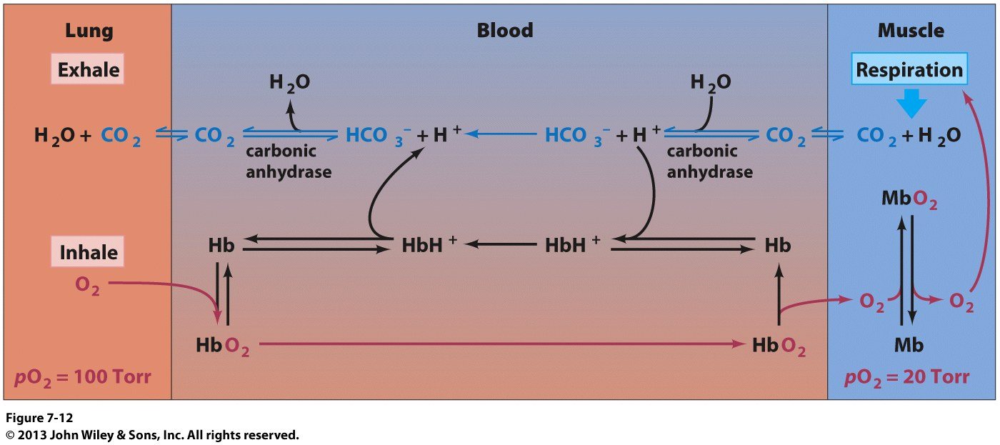 Lung Blood Muscle
Exhale Respiration
H2O H2O
H2O + CO2 CO2 HCO3− + H+ HCO3− + H+ CO2 CO2 + H2O
carbonic anhydrase carbonic anhydrase
MbO2
Inhale Hb HbH+ HbH+ Hb
O2 O2 O2
HbO2 HbO2 Mb
pO2 = 100 Torr pO2 = 20 Torr
Figure 7-12
© 2013 John Wiley & Sons, Inc. All rights reserved.